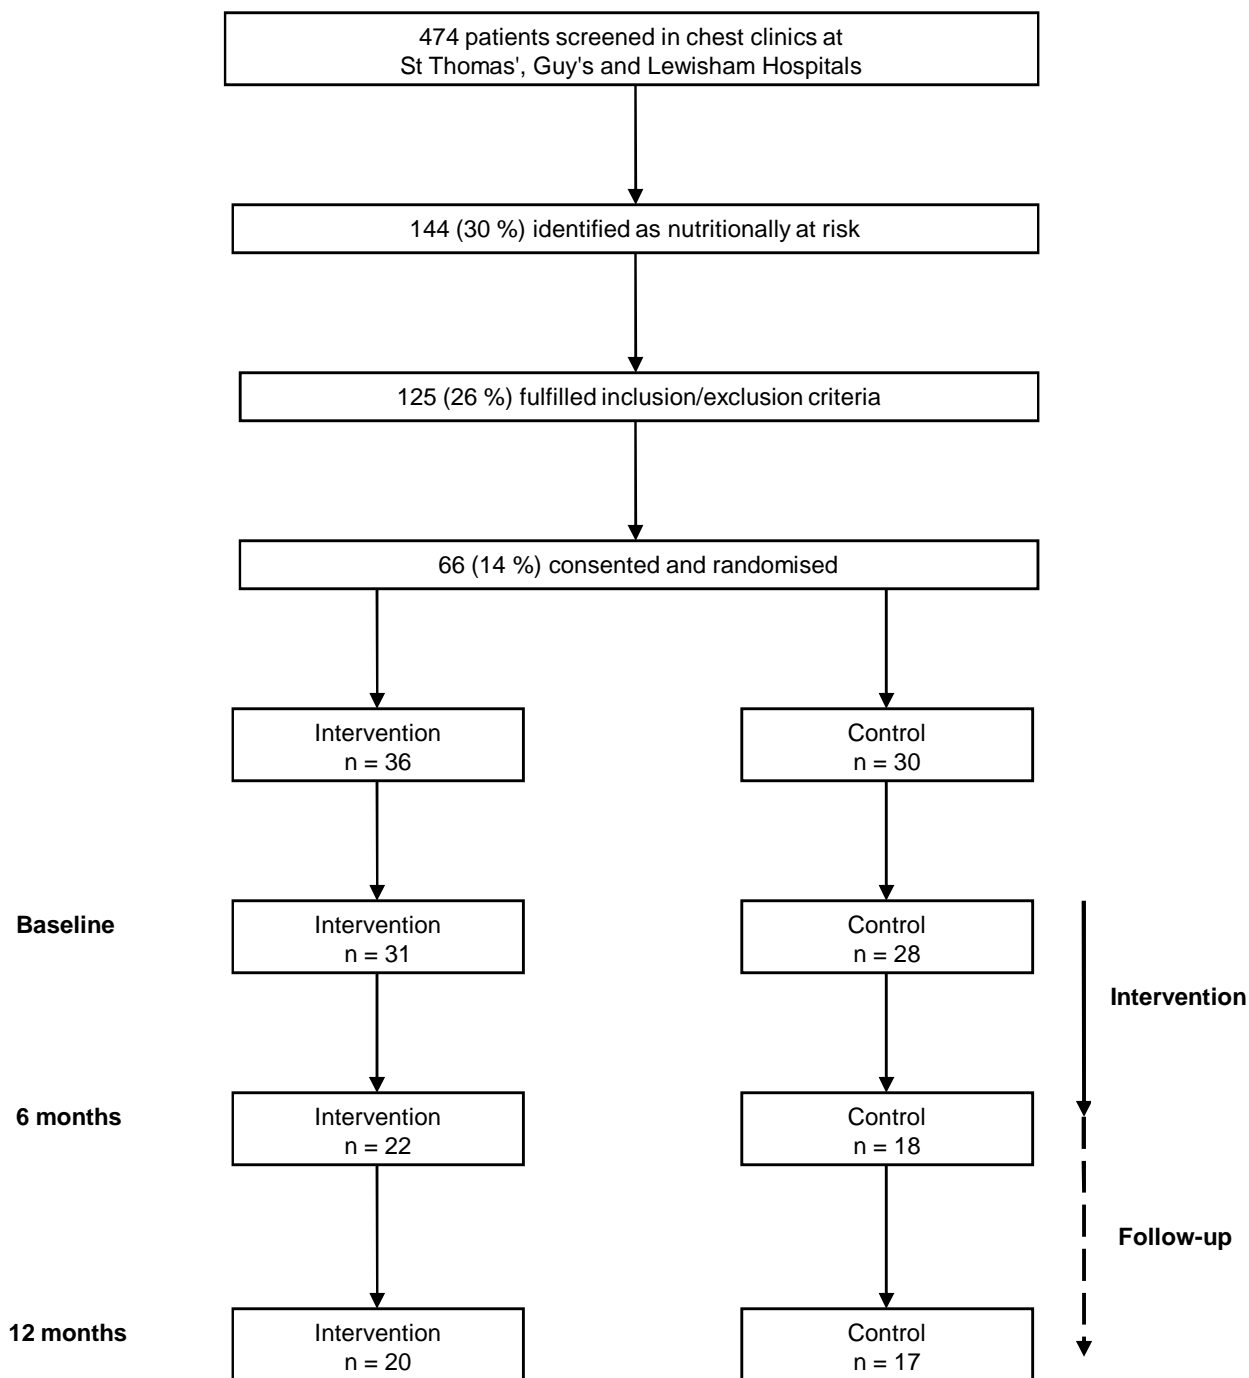 474 patients screened in chest clinics at
St Thomas', Guy's and Lewisham Hospitals
144 (30 %) identified as nutritionally at risk
125 (26 %) fulfilled inclusion/exclusion criteria
66 (14 %) consented and randomised
Intervention
n = 36
Control
n = 30
Baseline
Intervention
n = 31
Control
n = 28
Intervention
6 months
Intervention
n = 22
Control
n = 18
Follow-up
12 months
Intervention
n = 20
Control
n = 17